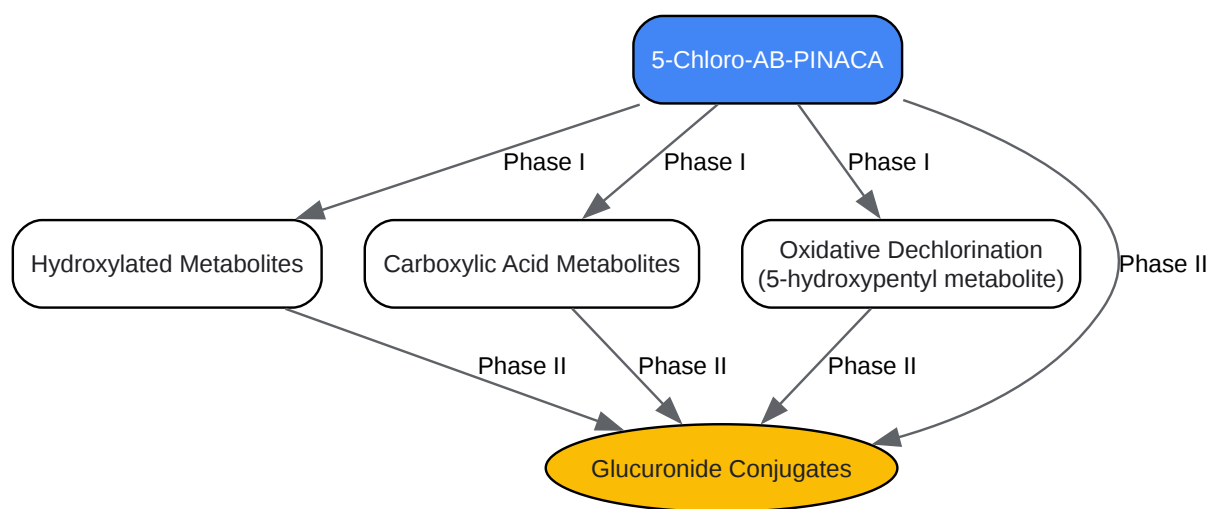 5-Chloro-AB-PINACA
Phase I
Phase I
Phase I
Hydroxylated Metabolites
Carboxylic Acid Metabolites
Oxidative Dechlorination
(5-hydroxypentyl metabolite)
Phase II
Phase II
Phase II
Phase II
Glucuronide Conjugates